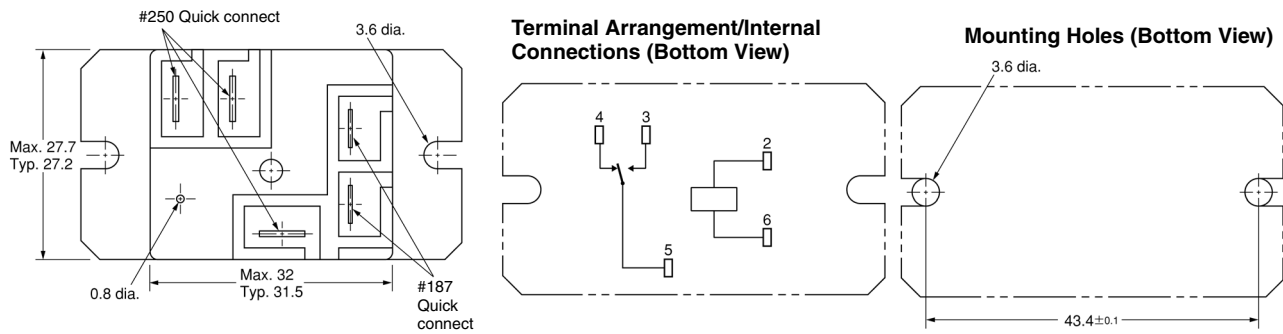 #250 Quick connect
3.6 dia.
Max. 27.7
Typ. 27.2
0.8 dia.
Max. 32
Typ. 31.5
#187
Quick
connect
Terminal Arrangement/Internal
Connections (Bottom View)
4
3
2
6
5
Mounting Holes (Bottom View)
3.6 dia.
43.4±0.1